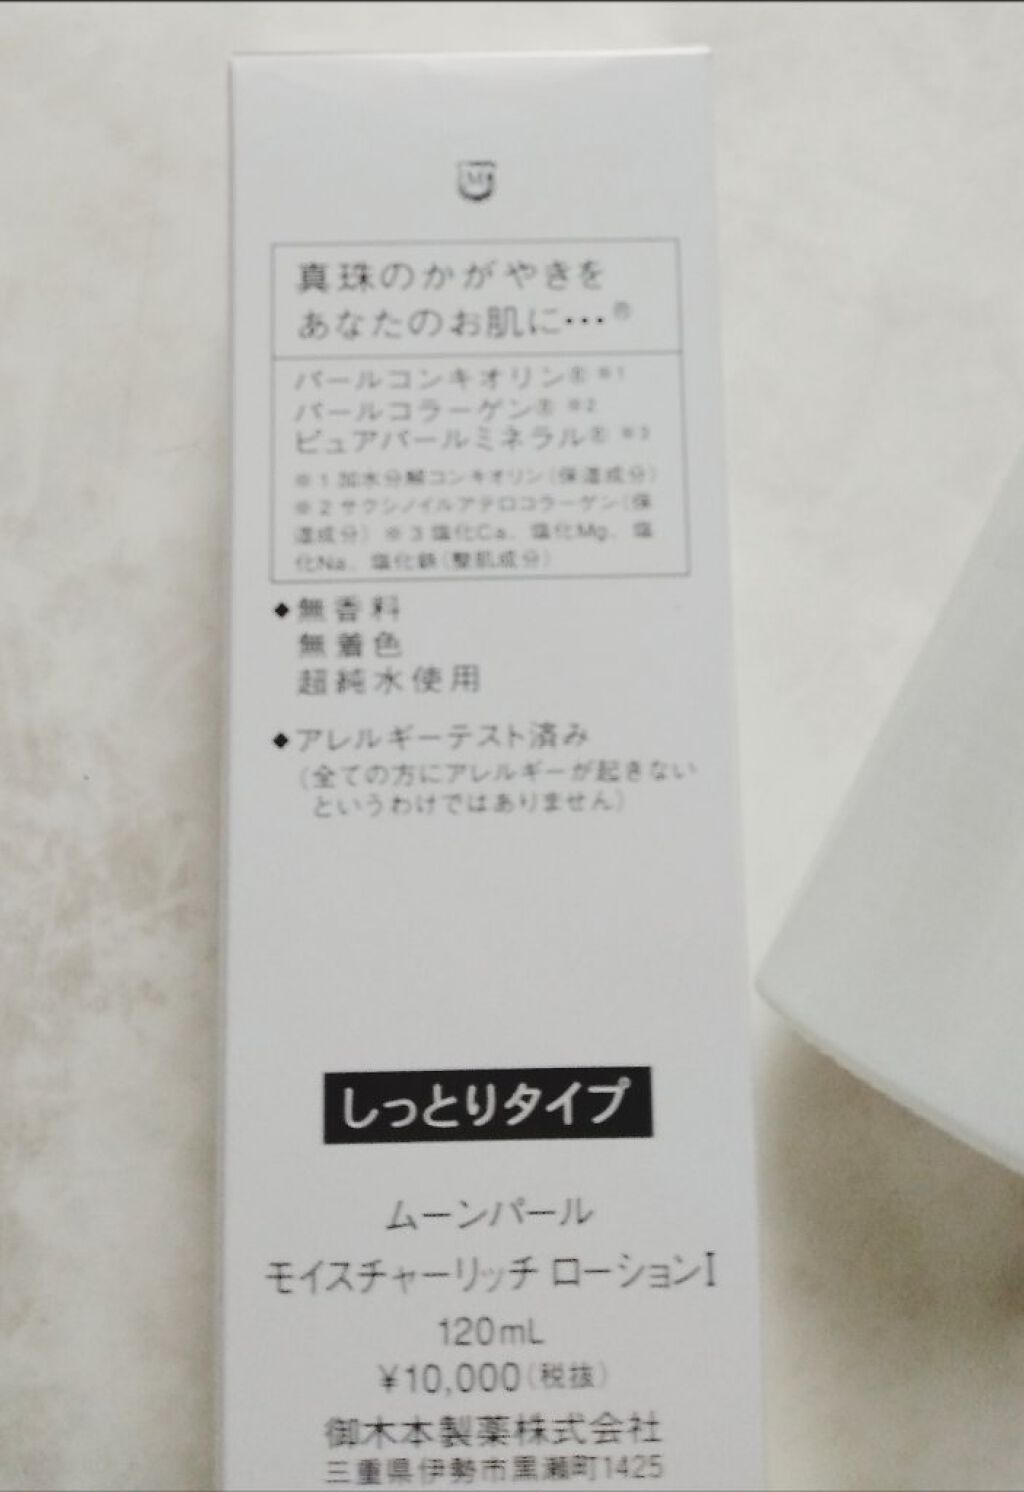 真珠のかがやきを
あなたのお肌に…®
パールコンキオリン® ※1
パールコラーゲン® ※2
ピュアパールミネラル® ※3
※1 加水分解コンキオリン(保湿成分)
※2 サクシノイルアテロコラーゲン(保
湿成分) ※3 塩化Ca、塩化Mg、塩
化Na、塩化鉄(整肌成分)
◆無香料
無着色
超純水使用
◆アレルギーテスト済み
(全ての方にアレルギーが起きない
というわけではありません)
しっとりタイプ
ムーンパール
モイスチャーリッチ ローションI
120mL
¥10,000(税抜)
御木本製薬株式会社
三重県伊勢市黒瀬町1425